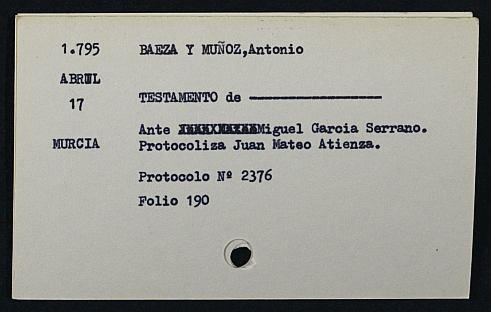 1.795 BAEZA Y MUÑOZ,Antonio
ABRIL
17 TESTAMENTO de ————————
Ante Miguel Garcia Serrano.
MURCIA Protocoliza Juan Mateo Atienza.
Protocolo Nº 2376
Folio 190